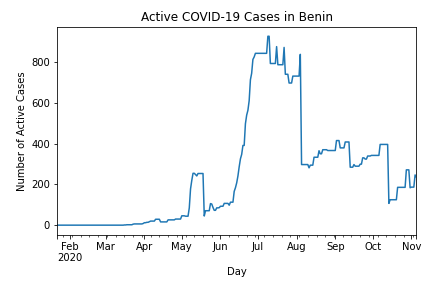 Active COVID-19 Cases in Benin
Number of Active Cases
800
600
400
200
0
Feb Mar Apr May Jun Jul Aug Sep Oct Nov
2020
Day